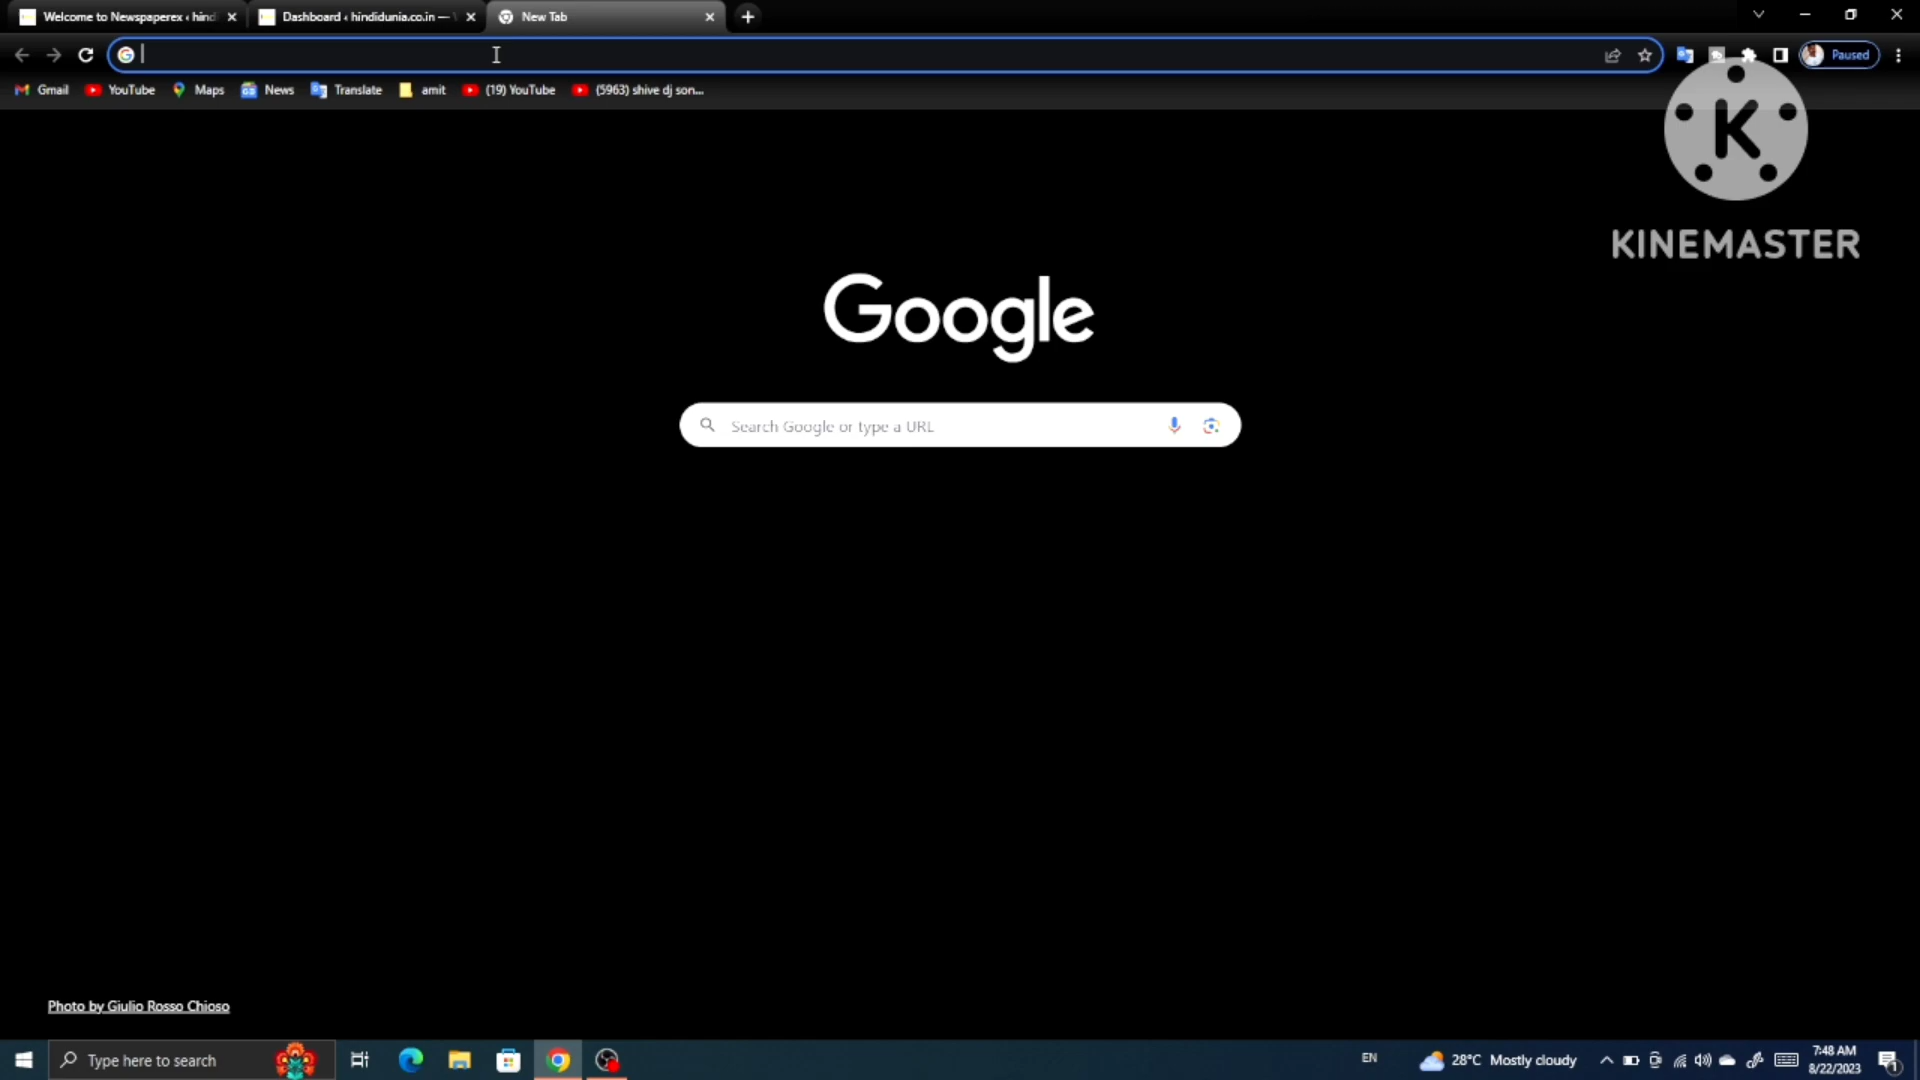 Welcome to Newspaperex ‹ hind
Dashboard ‹ hindidunia.co.in —
New Tab
Paused
Gmail
YouTube
Maps
News
Translate
amit
(19) YouTube
(5963) shive dj son...
K
KINEMASTER
Google
Search Google or type a URL
Photo by Giulio Rosso Chioso
Type here to search
EN
28°C Mostly cloudy
7:48 AM
8/22/2023
1